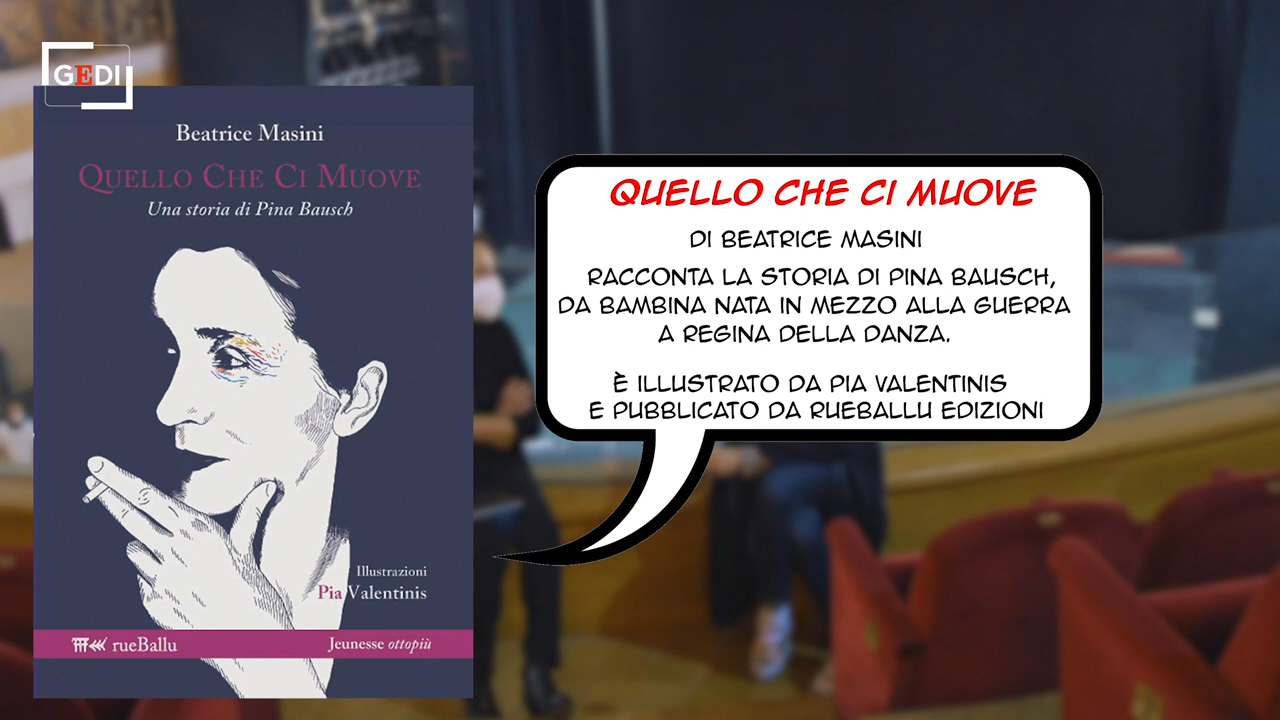 GEDI
Beatrice Masini
Quello Che Ci Muove
Una storia di Pina Bausch
Illustrazioni
Pia Valentinis
rueBallu
Jeunesse ottopiù
QUELLO CHE CI MUOVE
DI BEATRICE MASINI
RACCONTA LA STORIA DI PINA BAUSCH,
DA BAMBINA NATA IN MEZZO ALLA GUERRA
A REGINA DELLA DANZA.
È ILLUSTRATO DA PIA VALENTINIS
E PUBBLICATO DA RUEBALLU EDIZIONI